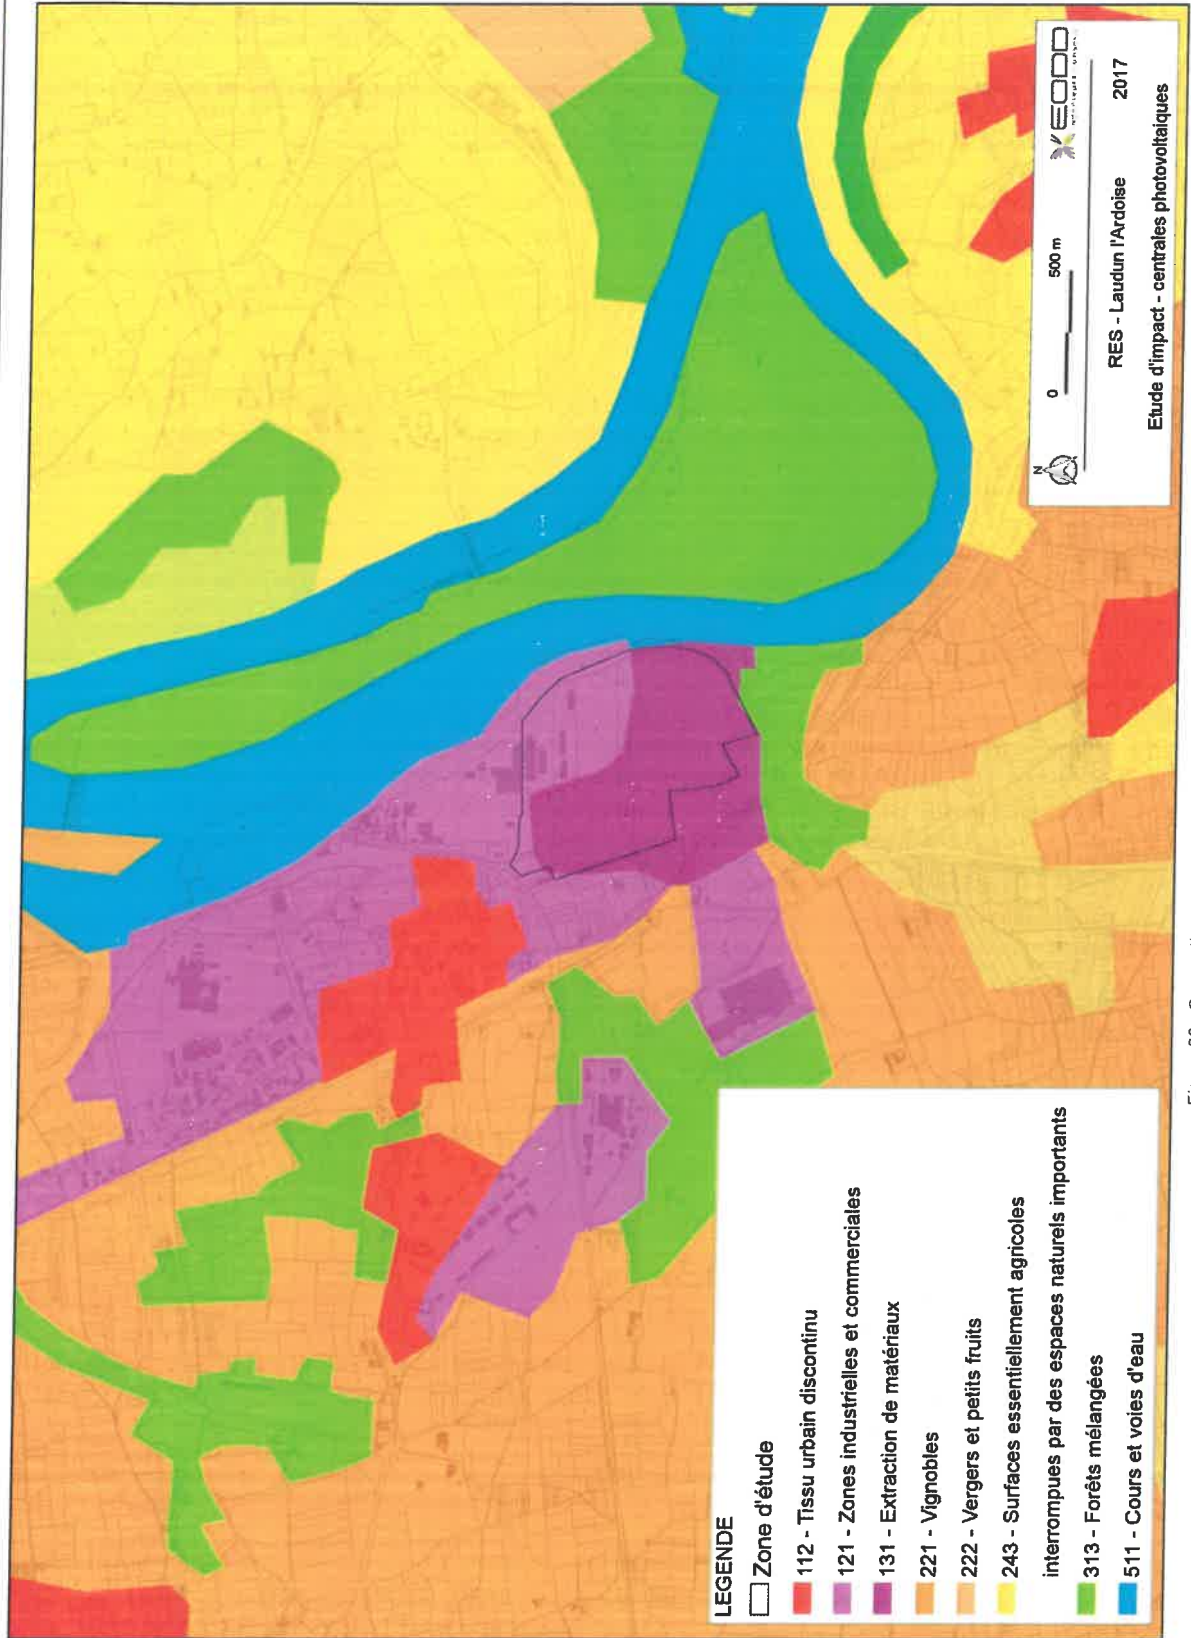 LEGENDE
Zone d'étude
112 - Tissu urbain discontinu
121 - Zones industrielles et commerciales
131 - Extraction de matériaux
221 - Vignobles
222 - Vergers et petits fruits
243 - Surfaces essentiellement agricoles
interrompues par des espaces naturels importants
313 - Forêts mélangées
511 - Cours et voies d'eau
N
0 500 m
EODD
RES - Laudun l'Ardoise 2017
Etude d'impact - centrales photovoltaiques